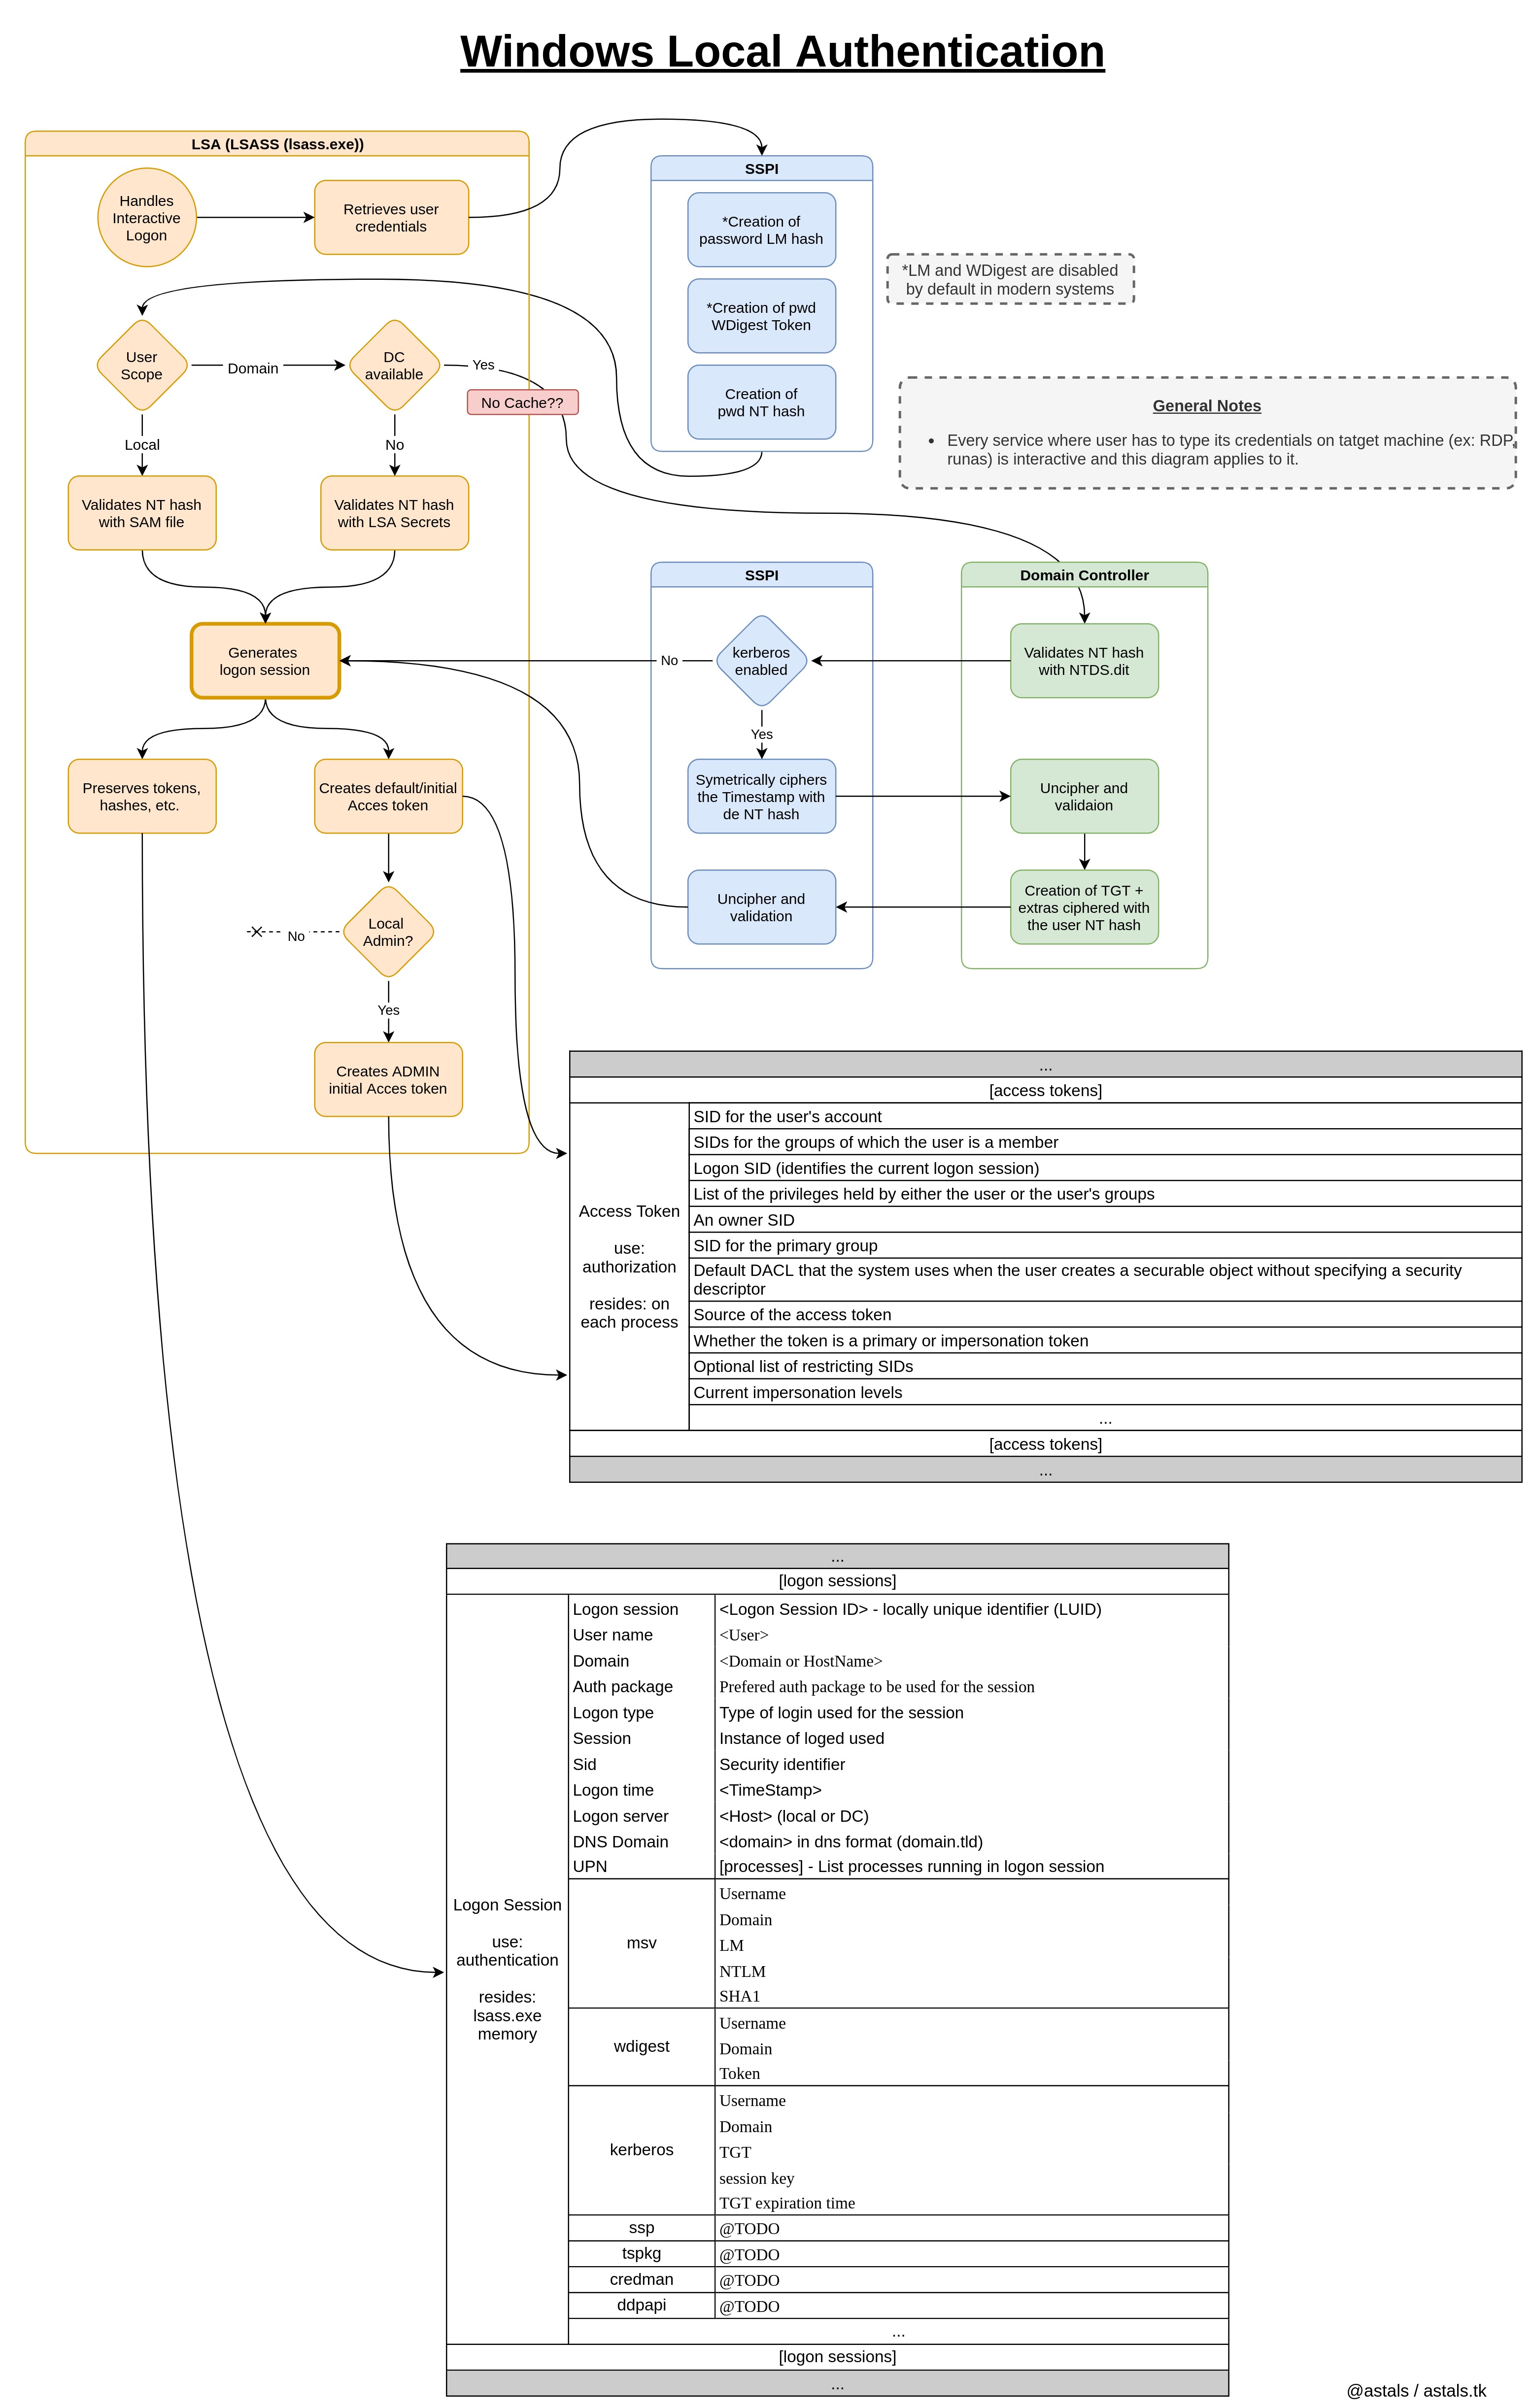 Windows Local Authentication
LSA (LSASS (lsass.exe))
Handles
Interactive
Logon
Retrieves user
credentials
SSPI
*Creation of
password LM hash
*Creation of pwd
WDigest Token
Creation of
pwd NT hash
*LM and WDigest are disabled
by default in modern systems
General Notes
• Every service where user has to type its credentials on tatget machine (ex: RDP,
runas) is interactive and this diagram applies to it.
User
Scope
Domain
DC
available
Yes
No Cache??
Local
No
Validates NT hash
with SAM file
Validates NT hash
with LSA Secrets
Generates
logon session
Preserves tokens,
hashes, etc.
Creates default/initial
Acces token
Local
Admin?
No
Yes
Creates ADMIN
initial Acces token
SSPI
kerberos
enabled
No
Yes
Symetrically ciphers
the Timestamp with
de NT hash
Uncipher and
validation
Domain Controller
Validates NT hash
with NTDS.dit
Uncipher and
validaion
Creation of TGT +
extras ciphered with
the user NT hash
...
[access tokens]
Access Token
use:
authorization
resides: on
each process
SID for the user's account
SIDs for the groups of which the user is a member
Logon SID (identifies the current logon session)
List of the privileges held by either the user or the user's groups
An owner SID
SID for the primary group
Default DACL that the system uses when the user creates a securable object without specifying a security
descriptor
Source of the access token
Whether the token is a primary or impersonation token
Optional list of restricting SIDs
Current impersonation levels
...
[access tokens]
...
...
[logon sessions]
Logon Session
use:
authentication
resides:
lsass.exe
memory
Logon session <Logon Session ID> - locally unique identifier (LUID)
User name <User>
Domain <Domain or HostName>
Auth package Prefered auth package to be used for the session
Logon type Type of login used for the session
Session Instance of loged used
Sid Security identifier
Logon time <TimeStamp>
Logon server <Host> (local or DC)
DNS Domain <domain> in dns format (domain.tld)
UPN [processes] - List processes running in logon session
msv
Username
Domain
LM
NTLM
SHA1
wdigest
Username
Domain
Token
kerberos
Username
Domain
TGT
session key
TGT expiration time
ssp @TODO
tspkg @TODO
credman @TODO
ddpapi @TODO
...
[logon sessions]
...
@astals / astals.tk